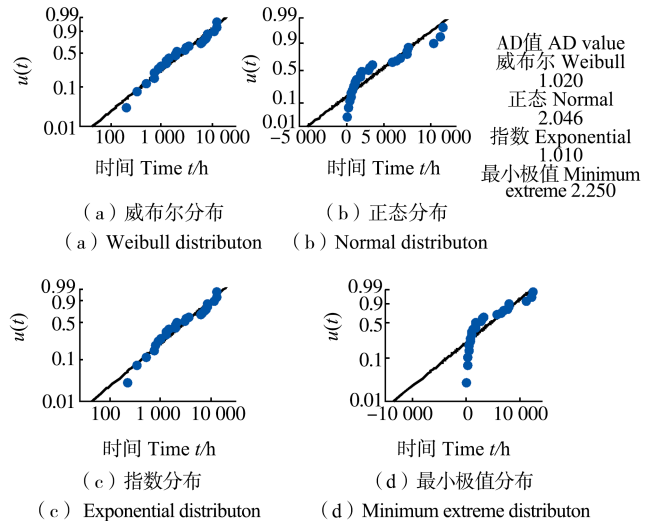 0.99
0.9
0.5
0.1
0.01
u(t)
100 1 000 10 000
时间 Time t/h
(a)威布尔分布
(a) Weibull distributon
0.99
0.9
0.5
0.1
0.01
u(t)
−5 000 0 5 000 10 000
时间 Time t/h
(b)正态分布
(b) Normal distributon
AD值 AD value
威布尔 Weibull
1.020
正态 Normal
2.046
指数 Exponential
1.010
最小极值 Minimum
extreme 2.250
0.99
0.9
0.5
0.1
0.01
u(t)
100 1 000 10 000
时间 Time t/h
(c)指数分布
(c) Exponential distributon
0.99
0.9
0.5
0.1
0.01
u(t)
−10 000 0 10 000
时间 Time t/h
(d)最小极值分布
(d) Minimum extreme distributon